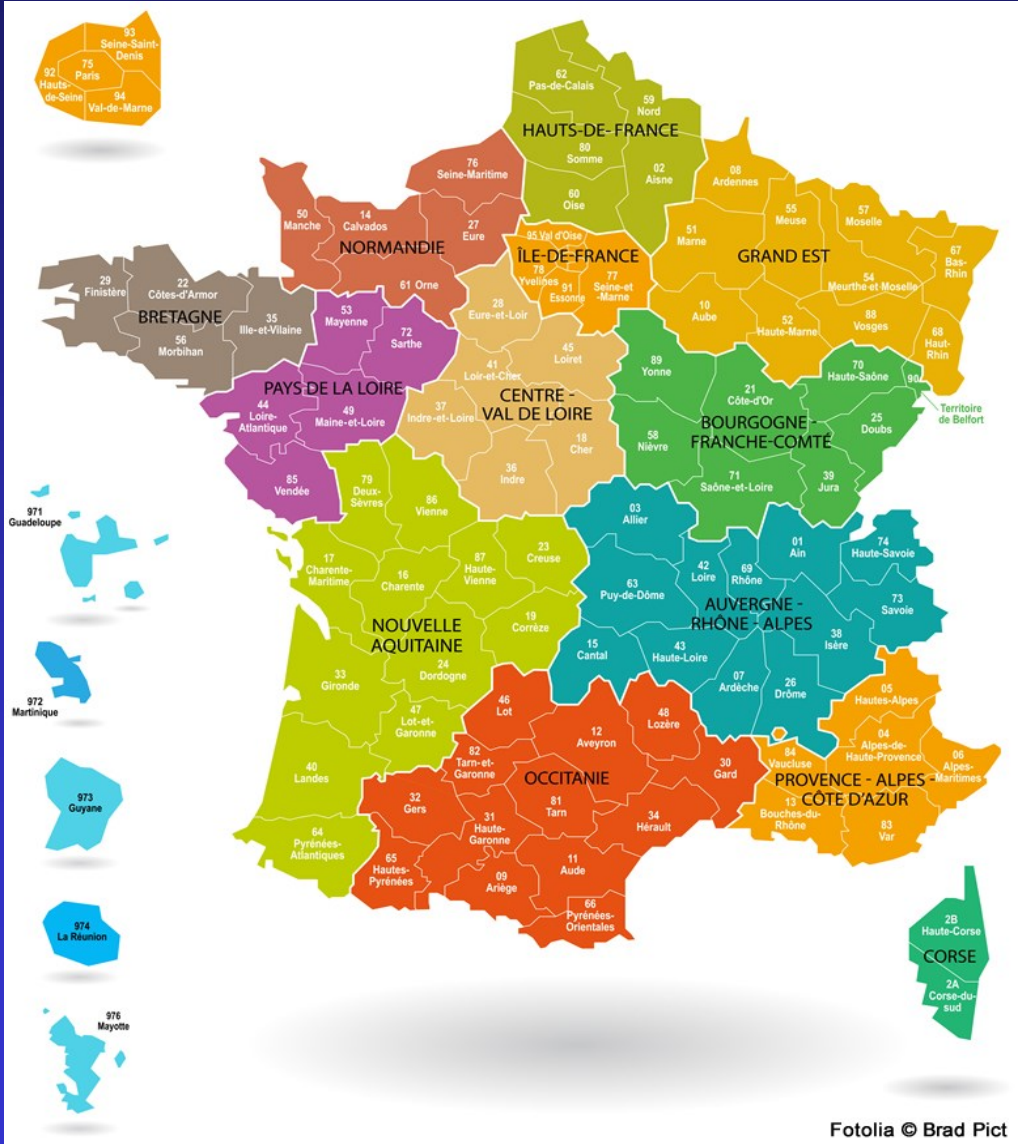 93
Seine-Saint-
Denis
75
Paris
92
Hauts-
de-Seine
94
Val-de-Marne
62
Pas-de-Calais
59
Nord
HAUTS-DE-FRANCE
80
Somme
02
Aisne
60
Oise
76
Seine-Maritime
50
Manche
14
Calvados
27
Eure
NORMANDIE
61 Orne
95 Val d'Oise
ÎLE-DE-FRANCE
78
Yvelines
91
Essonne
77
Seine-et
-Marne
08
Ardennes
51
Marne
55
Meuse
57
Moselle
67
Bas-
Rhin
GRAND EST
54
Meurthe et Moselle
10
Aube
52
Haute-Marne
88
Vosges
68
Haut-
Rhin
29
Finistère
22
Côtes-d'Armor
BRETAGNE
35
Ille-et-Vilaine
56
Morbihan
53
Mayenne
72
Sarthe
PAYS DE LA LOIRE
44
Loire-
Atlantique
49
Maine-et-Loire
85
Vendée
28
Eure-et-Loir
45
Loiret
41
Loir-et-Cher
CENTRE -
VAL DE LOIRE
37
Indre-et-Loire
18
Cher
36
Indre
89
Yonne
21
Côte-d'Or
70
Haute-Saône
90
Territoire
de Belfort
25
Doubs
BOURGOGNE -
FRANCHE-COMTÉ
58
Nièvre
71
Saône-et-Loire
39
Jura
79
Deux-
Sèvres
86
Vienne
17
Charente-
Maritime
16
Charente
87
Haute-
Vienne
23
Creuse
19
Corrèze
NOUVELLE
AQUITAINE
24
Dordogne
33
Gironde
47
Lot-et-
Garonne
40
Landes
64
Pyrénées-
Atlantiques
03
Allier
01
Ain
74
Haute-Savoie
42
Loire
69
Rhône
63
Puy-de-Dôme
73
Savoie
AUVERGNE -
RHÔNE - ALPES
15
Cantal
43
Haute-Loire
38
Isère
07
Ardèche
26
Drôme
46
Lot
12
Aveyron
48
Lozère
82
Tarn-et-
Garonne
OCCITANIE
30
Gard
32
Gers
81
Tarn
31
Haute-
Garonne
34
Hérault
65
Hautes-
Pyrénées
09
Ariège
11
Aude
66
Pyrénées-
Orientales
05
Hautes-Alpes
04
Alpes-de-
Haute-Provence
06
Alpes-
Maritimes
84
Vaucluse
PROVENCE - ALPES -
CÔTE D'AZUR
13
Bouches-du-
Rhône
83
Var
2B
Haute-Corse
CORSE
2A
Corse-du-
sud
971
Guadeloupe
972
Martinique
973
Guyane
974
La Réunion
976
Mayotte
Fotolia © Brad Pict